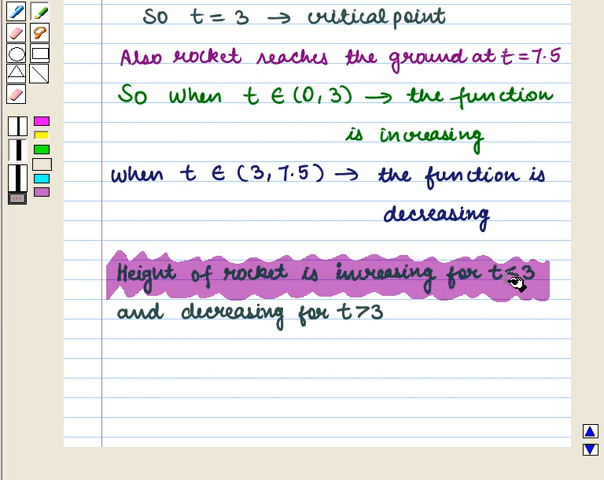 So t = 3 → critical point
Also rocket reaches the ground at t = 7.5
So when t ∈ (0, 3) → the function
is increasing
when t ∈ (3, 7.5) → the function is
decreasing
Height of rocket is increasing for t ≤ 3
and decreasing for t > 3